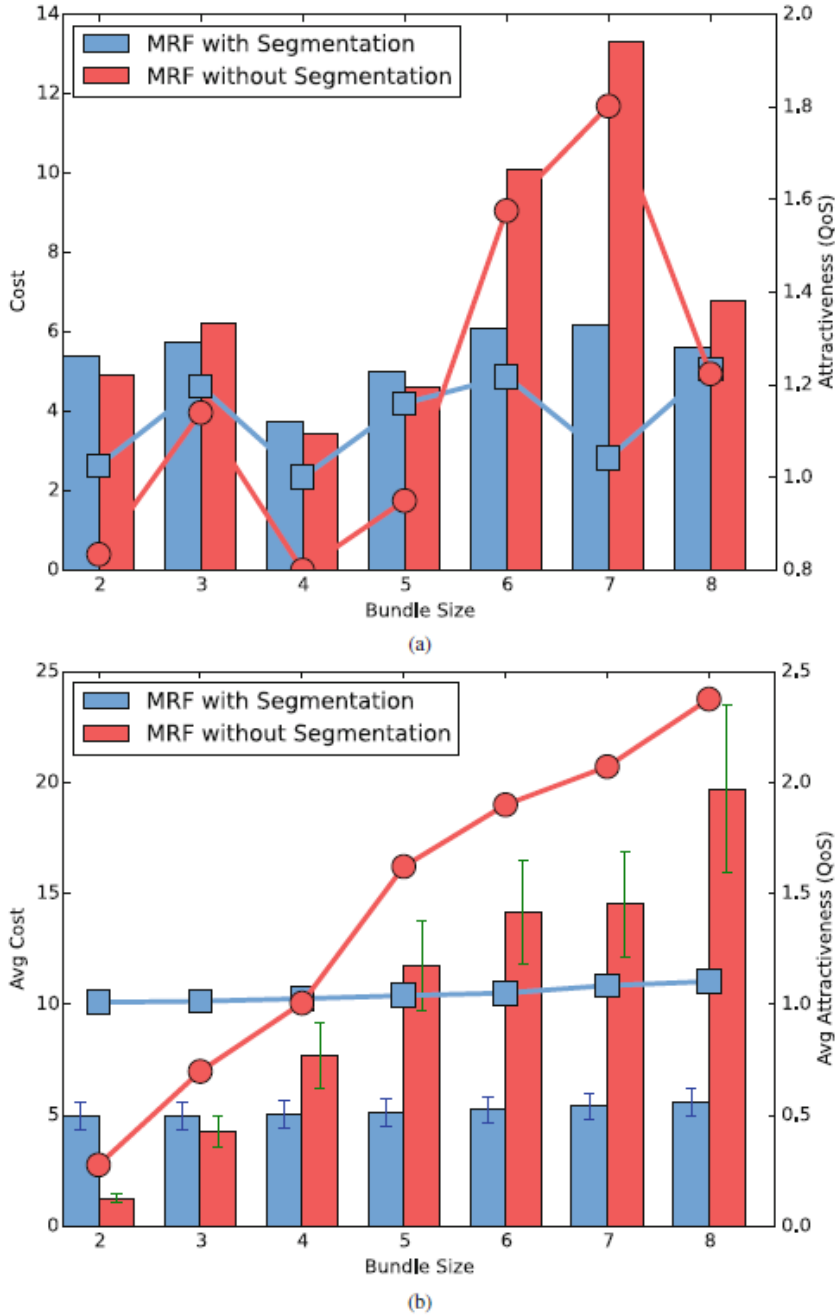 14
12
10
8
6
4
2
0
Cost
MRF with Segmentation
MRF without Segmentation
2.0
1.8
1.6
1.4
1.2
1.0
0.8
Attractiveness (QoS)
2 3 4 5 6 7 8
Bundle Size
(a)
25
20
15
10
5
0
Avg Cost
MRF with Segmentation
MRF without Segmentation
2.5
2.0
1.5
1.0
0.5
0.0
Avg Attractiveness (QoS)
2 3 4 5 6 7 8
Bundle Size
(b)